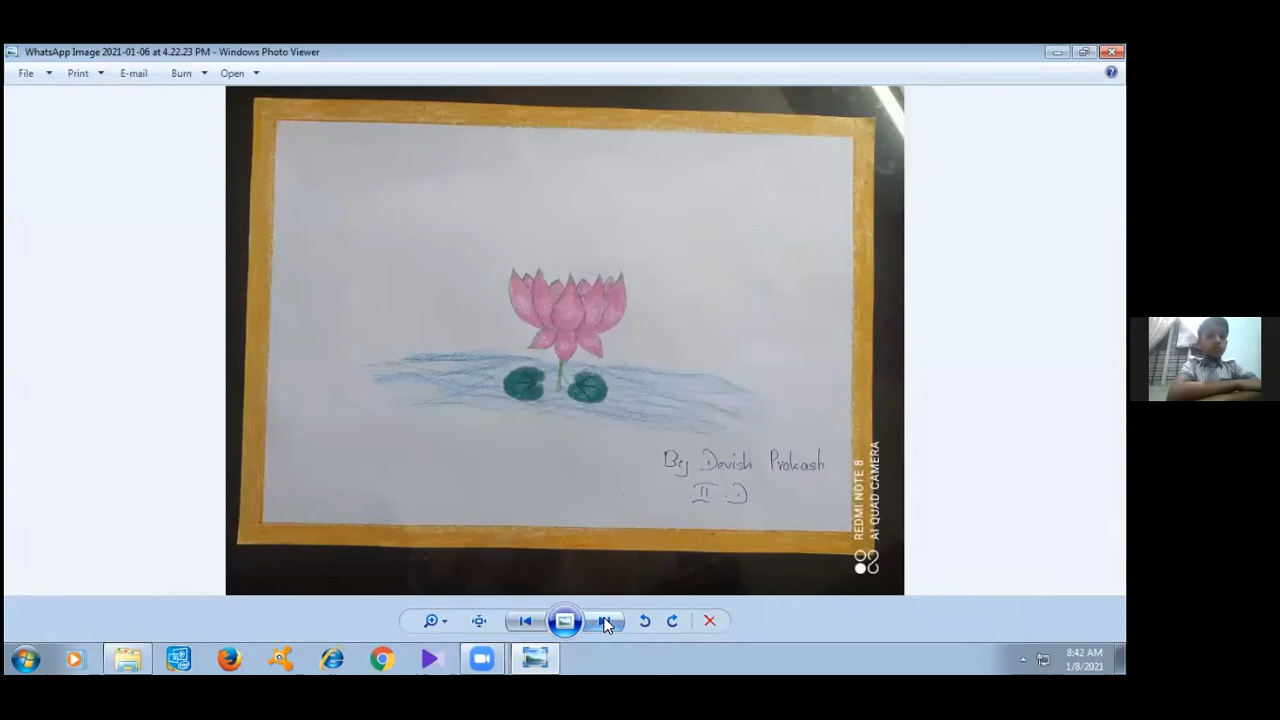 WhatsApp Image 2021-01-06 at 4.22.23 PM - Windows Photo Viewer
File Print E-mail Burn Open
By Devish Prakash
II.D
REDMI NOTE 8
AI QUAD CAMERA
8:42 AM
1/8/2021